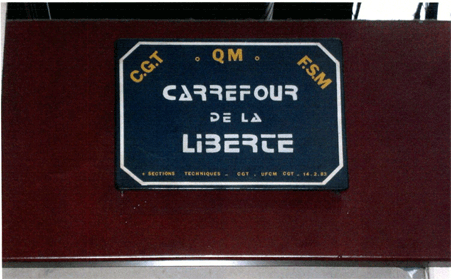 C.G.T ° QM ° F.S.M
CARREFOUR
DE LA
LiBERTE
SECTIONS TECHNIQUES _ CGT . UFCM CGT _ 14.2.85